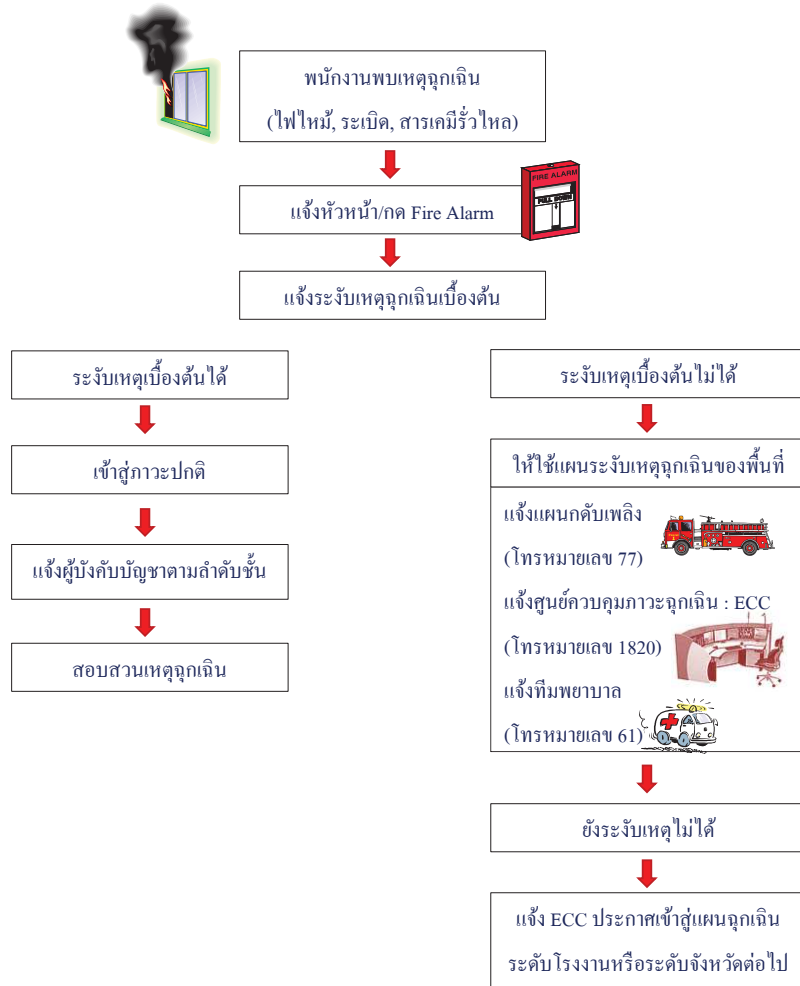 พนักงานพบเหตุฉุกเฉิน
(ไฟไหม้, ระเบิด, สารเคมีรั่วไหล)
แจ้งหัวหน้า/กด Fire Alarm
FIRE ALARM
PULL DOWN
แจ้งระงับเหตุฉุกเฉินเบื้องต้น
ระงับเหตุเบื้องต้นได้
เข้าสู่ภาวะปกติ
แจ้งผู้บังคับบัญชาตามลำดับชั้น
สอบสวนเหตุฉุกเฉิน
ระงับเหตุเบื้องต้นไม่ได้
ให้ใช้แผนระงับเหตุฉุกเฉินของพื้นที่
แจ้งแผนกดับเพลิง
(โทรหมายเลข 77)
แจ้งศูนย์ควบคุมภาวะฉุกเฉิน : ECC
(โทรหมายเลข 1820)
แจ้งทีมพยาบาล
(โทรหมายเลข 61)
ยังระงับเหตุไม่ได้
แจ้ง ECC ประกาศเข้าสู่แผนฉุกเฉิน
ระดับโรงงานหรือระดับจังหวัดต่อไป